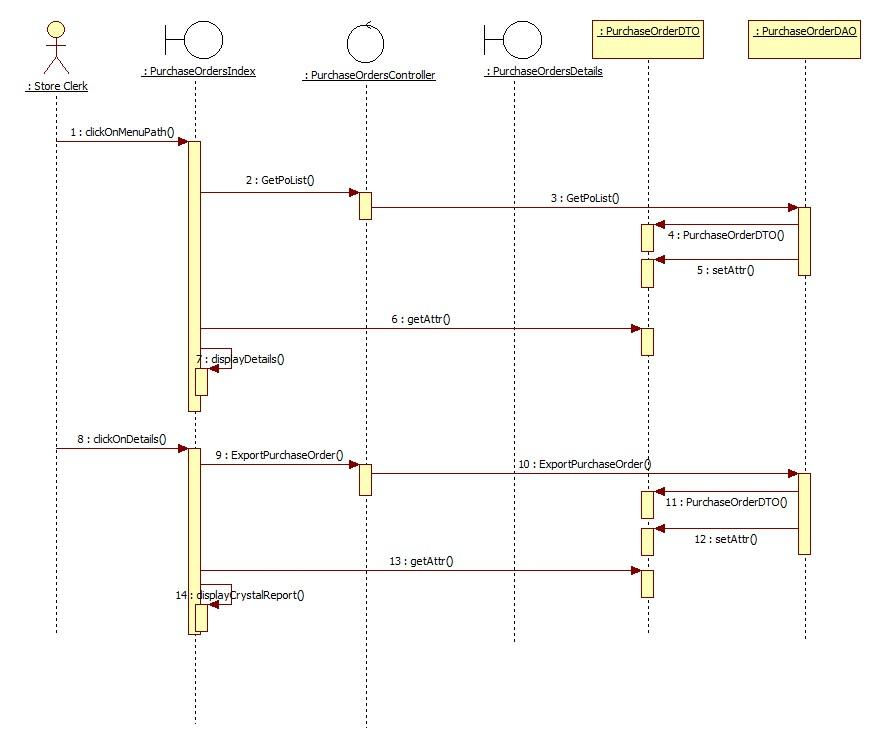 : PurchaseOrderDTO
: PurchaseOrderDAO
: PurchaseOrdersIndex
: PurchaseOrdersController
: PurchaseOrdersDetails
: Store Clerk
1 : clickOnMenuPath()
2 : GetPoList()
3 : GetPoList()
4 : PurchaseOrderDTO()
5 : setAttr()
6 : getAttr()
7 : displayDetails()
8 : clickOnDetails()
9 : ExportPurchaseOrder()
10 : ExportPurchaseOrder()
11 : PurchaseOrderDTO()
12 : setAttr()
13 : getAttr()
14 : displayCrystalReport()